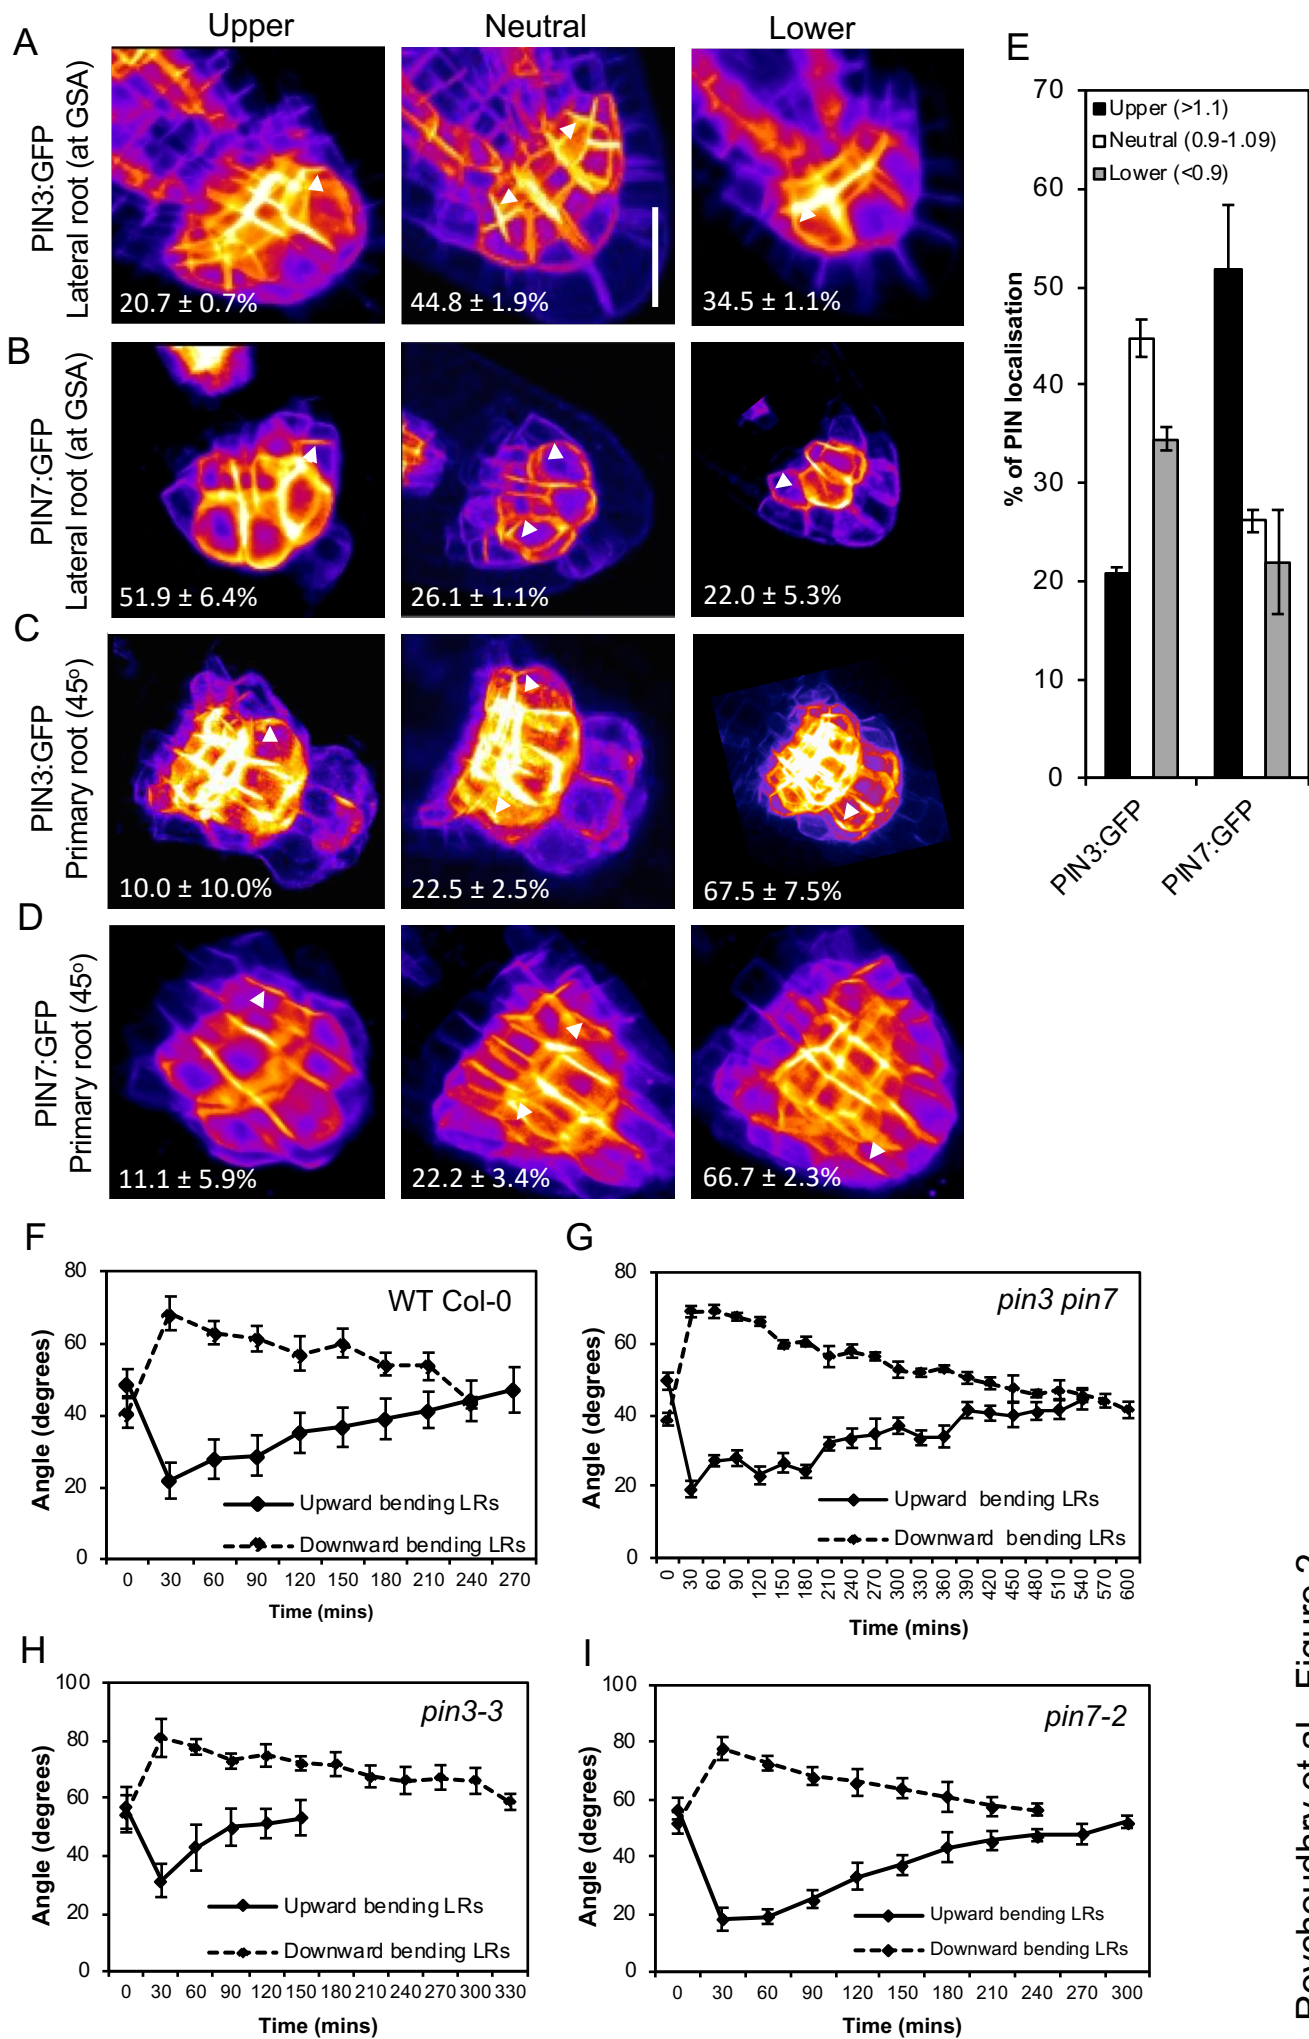 Upper
Neutral
Lower
A
PIN3:GFP
Lateral root (at GSA)
20.7 ± 0.7%
44.8 ± 1.9%
34.5 ± 1.1%
B
PIN7:GFP
Lateral root (at GSA)
51.9 ± 6.4%
26.1 ± 1.1%
22.0 ± 5.3%
C
PIN3:GFP
Primary root (45º)
10.0 ± 10.0%
22.5 ± 2.5%
67.5 ± 7.5%
D
PIN7:GFP
Primary root (45º)
11.1 ± 5.9%
22.2 ± 3.4%
66.7 ± 2.3%
E
% of PIN localisation
70
60
50
40
30
20
10
0
Upper (>1.1)
Neutral (0.9-1.09)
Lower (<0.9)
PIN3:GFP
PIN7:GFP
F
WT Col-0
Angle (degrees)
80
60
40
20
0
Upward bending LRs
Downward bending LRs
0 30 60 90 120 150 180 210 240 270
Time (mins)
G
pin3 pin7
Angle (degrees)
80
60
40
20
0
Upward bending LRs
Downward bending LRs
0 30 60 90 120 150 180 210 240 270 300 330 360 390 420 450 480 510 540 570 600
Time (mins)
H
pin3-3
Angle (degrees)
100
80
60
40
20
0
Upward bending LRs
Downward bending LRs
0 30 60 90 120 150 180 210 240 270 300 330
Time (mins)
I
pin7-2
Angle (degrees)
100
80
60
40
20
0
Upward bending LRs
Downward bending LRs
0 30 60 90 120 150 180 210 240 270 300
Time (mins)